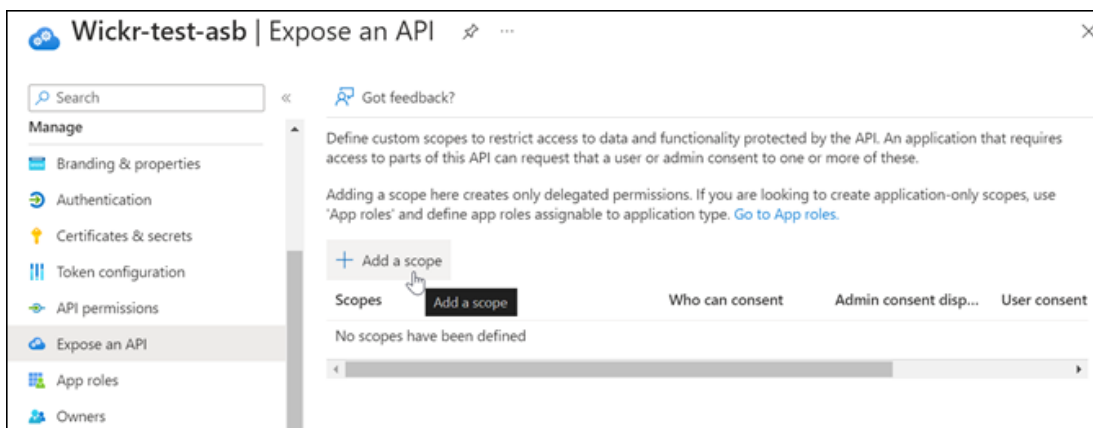 Wickr-test-asb | Expose an API
Search
Got feedback?
Manage
Branding & properties
Authentication
Certificates & secrets
Token configuration
API permissions
Expose an API
App roles
Owners
Define custom scopes to restrict access to data and functionality protected by the API. An application that requires
access to parts of this API can request that a user or admin consent to one or more of these.
Adding a scope here creates only delegated permissions. If you are looking to create application-only scopes, use
'App roles' and define app roles assignable to application type. Go to App roles.
Add a scope
Add a scope
Scopes Who can consent Admin consent disp... User consent
No scopes have been defined